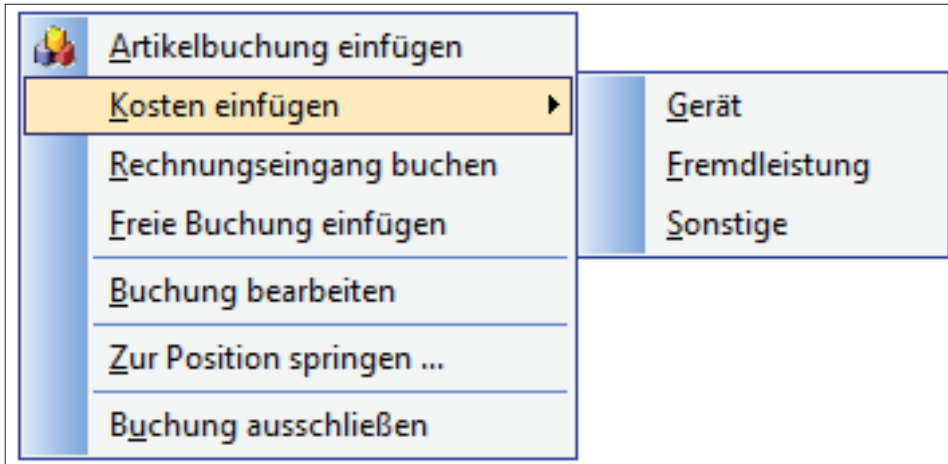 Artikelbuchung einfügen
Kosten einfügen
Gerät
Rechnungseingang buchen
Fremdleistung
Freie Buchung einfügen
Sonstige
Buchung bearbeiten
Zur Position springen ...
Buchung ausschließen